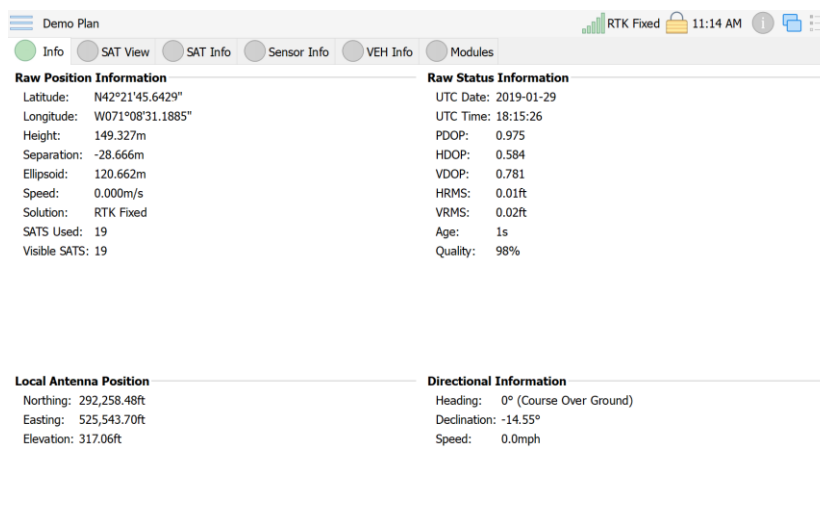 Demo Plan RTK Fixed 11:14 AM
Info SAT View SAT Info Sensor Info VEH Info Modules
Raw Position Information
Latitude: N42°21'45.6429"
Longitude: W071°08'31.1885"
Height: 149.327m
Separation: -28.666m
Ellipsoid: 120.662m
Speed: 0.000m/s
Solution: RTK Fixed
SATS Used: 19
Visible SATS: 19
Raw Status Information
UTC Date: 2019-01-29
UTC Time: 18:15:26
PDOP: 0.975
HDOP: 0.584
VDOP: 0.781
HRMS: 0.01ft
VRMS: 0.02ft
Age: 1s
Quality: 98%
Local Antenna Position
Northing: 292,258.48ft
Easting: 525,543.70ft
Elevation: 317.06ft
Directional Information
Heading: 0° (Course Over Ground)
Declination: -14.55°
Speed: 0.0mph